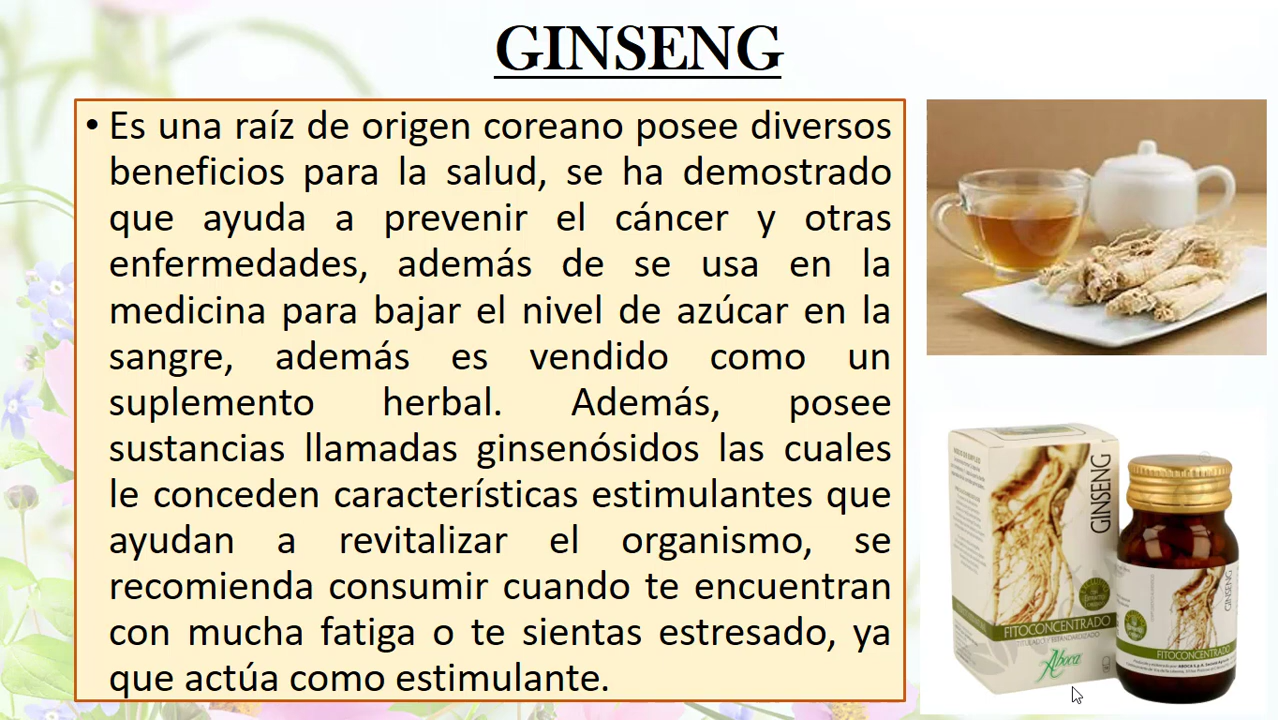 GINSENG
• Es una raíz de origen coreano posee diversos
beneficios para la salud, se ha demostrado
que ayuda a prevenir el cáncer y otras
enfermedades, además de se usa en la
medicina para bajar el nivel de azúcar en la
sangre, además es vendido como un
suplemento herbal. Además, posee
sustancias llamadas ginsenósidos las cuales
le conceden características estimulantes que
ayudan a revitalizar el organismo, se
recomienda consumir cuando te encuentran
con mucha fatiga o te sientas estresado, ya
que actúa como estimulante.
GINSENG
FITOCONCENTRADO
Aboca
GINSENG
FITOCONCENTRADO